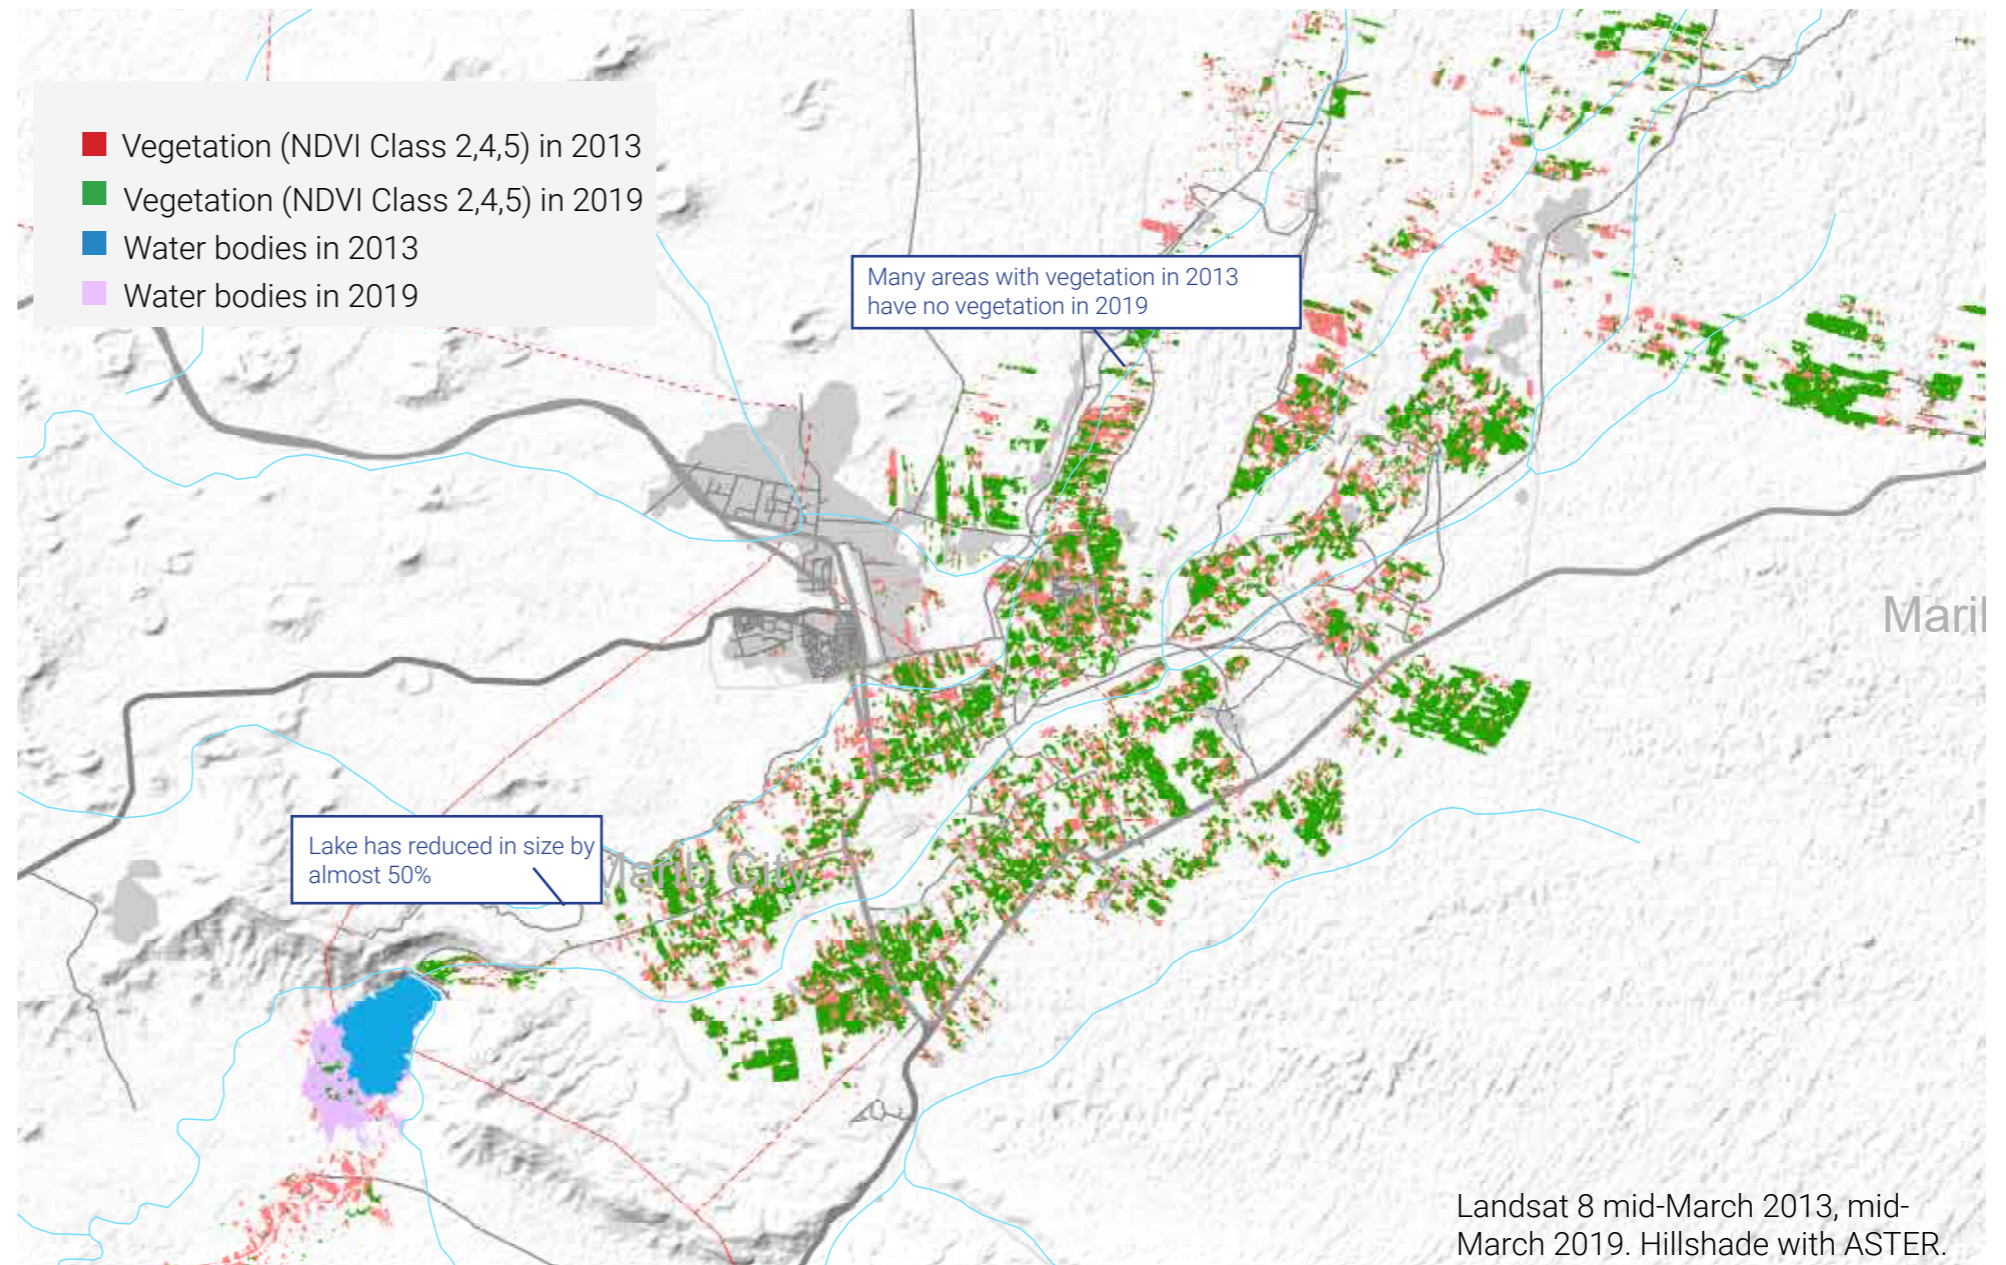 Vegetation (NDVI Class 2,4,5) in 2013
Vegetation (NDVI Class 2,4,5) in 2019
Water bodies in 2013
Water bodies in 2019
Many areas with vegetation in 2013
have no vegetation in 2019
Marib
Lake has reduced in size by
almost 50%
Marib City
Landsat 8 mid-March 2013, mid-
March 2019. Hillshade with ASTER.